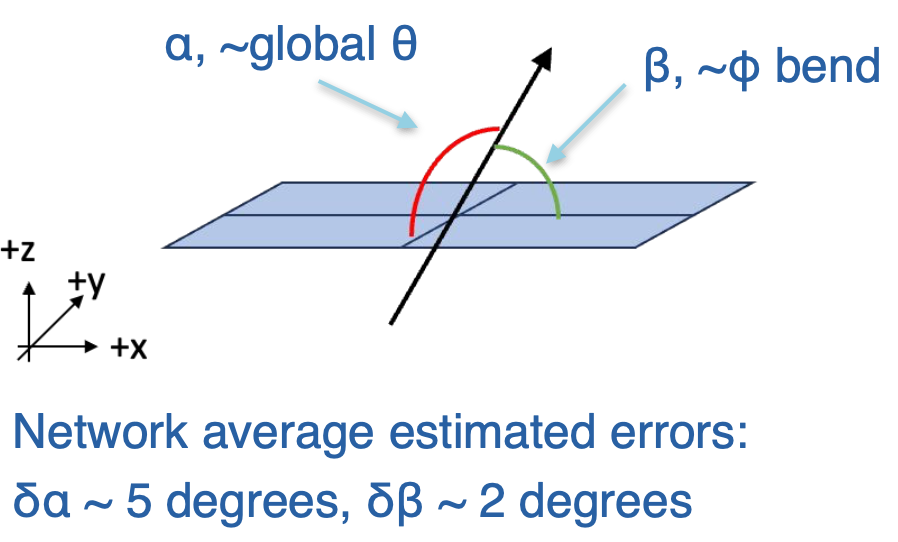 α, ~global θ
β, ~ϕ bend
+z
+y
+x
Network average estimated errors:
δα ~ 5 degrees, δβ ~ 2 degrees